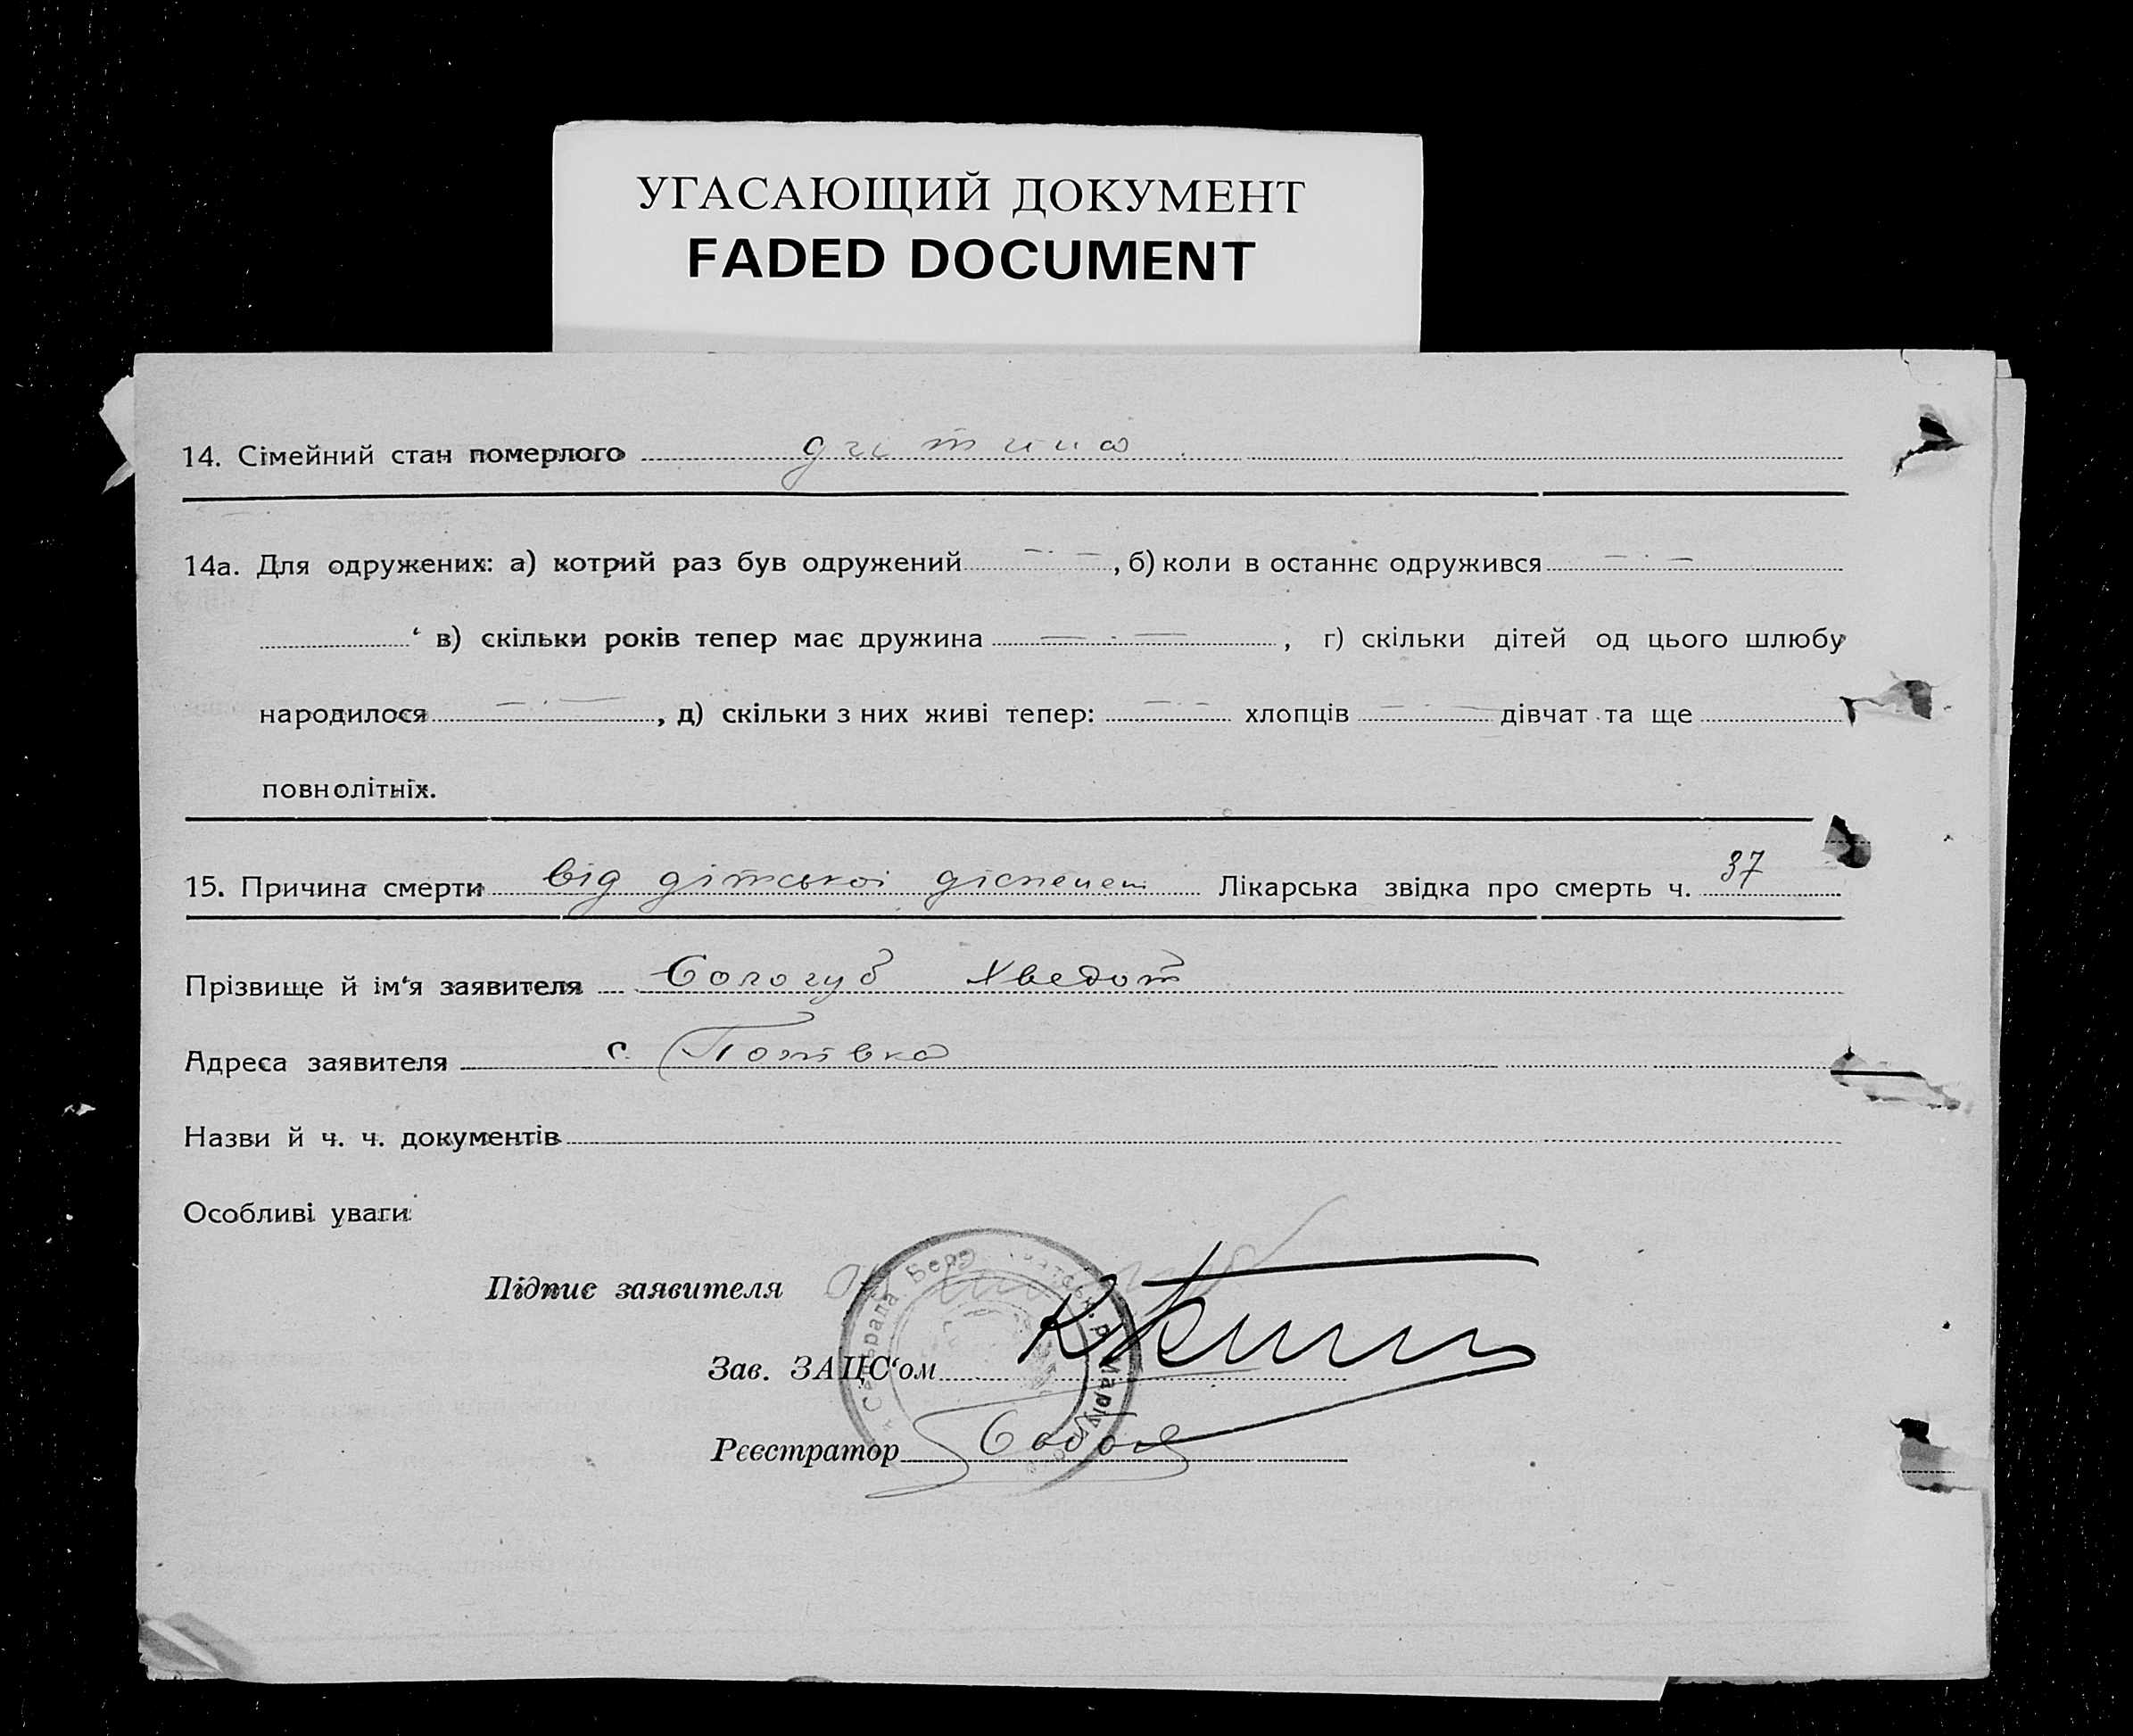 УГАСАЮЩИЙ ДОКУМЕНТ
FADED DOCUMENT
14. Сімейний стан померлого дитина
14а. Для одружених: а) котрий раз був одружений — · —, б) коли в останнє одружився — · —
‘ в) скільки років тепер має дружина — · —, г) скільки дітей од цього шлюбу
народилося — · —, д) скільки з них живі тепер: — · — хлопців — · — дівчат та ще
повнолітніх.
15. Причина смерти від дітської Лікарська звідка про смерть ч. 37
Прізвище й ім‘я заявителя Сологуб Хведот
Адреса заявителя с.
Назви й ч. ч. документів
Особливі уваги
Підпис заявителя
Зав. ЗАЦС‘ом
Реєстратор